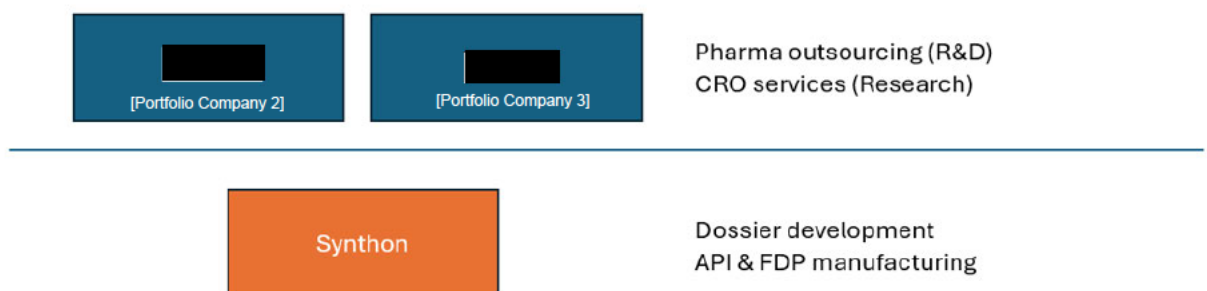 [Portfolio Company 2]
[Portfolio Company 3]
Pharma outsourcing (R&D)
CRO services (Research)
Synthon
Dossier development
API & FDP manufacturing